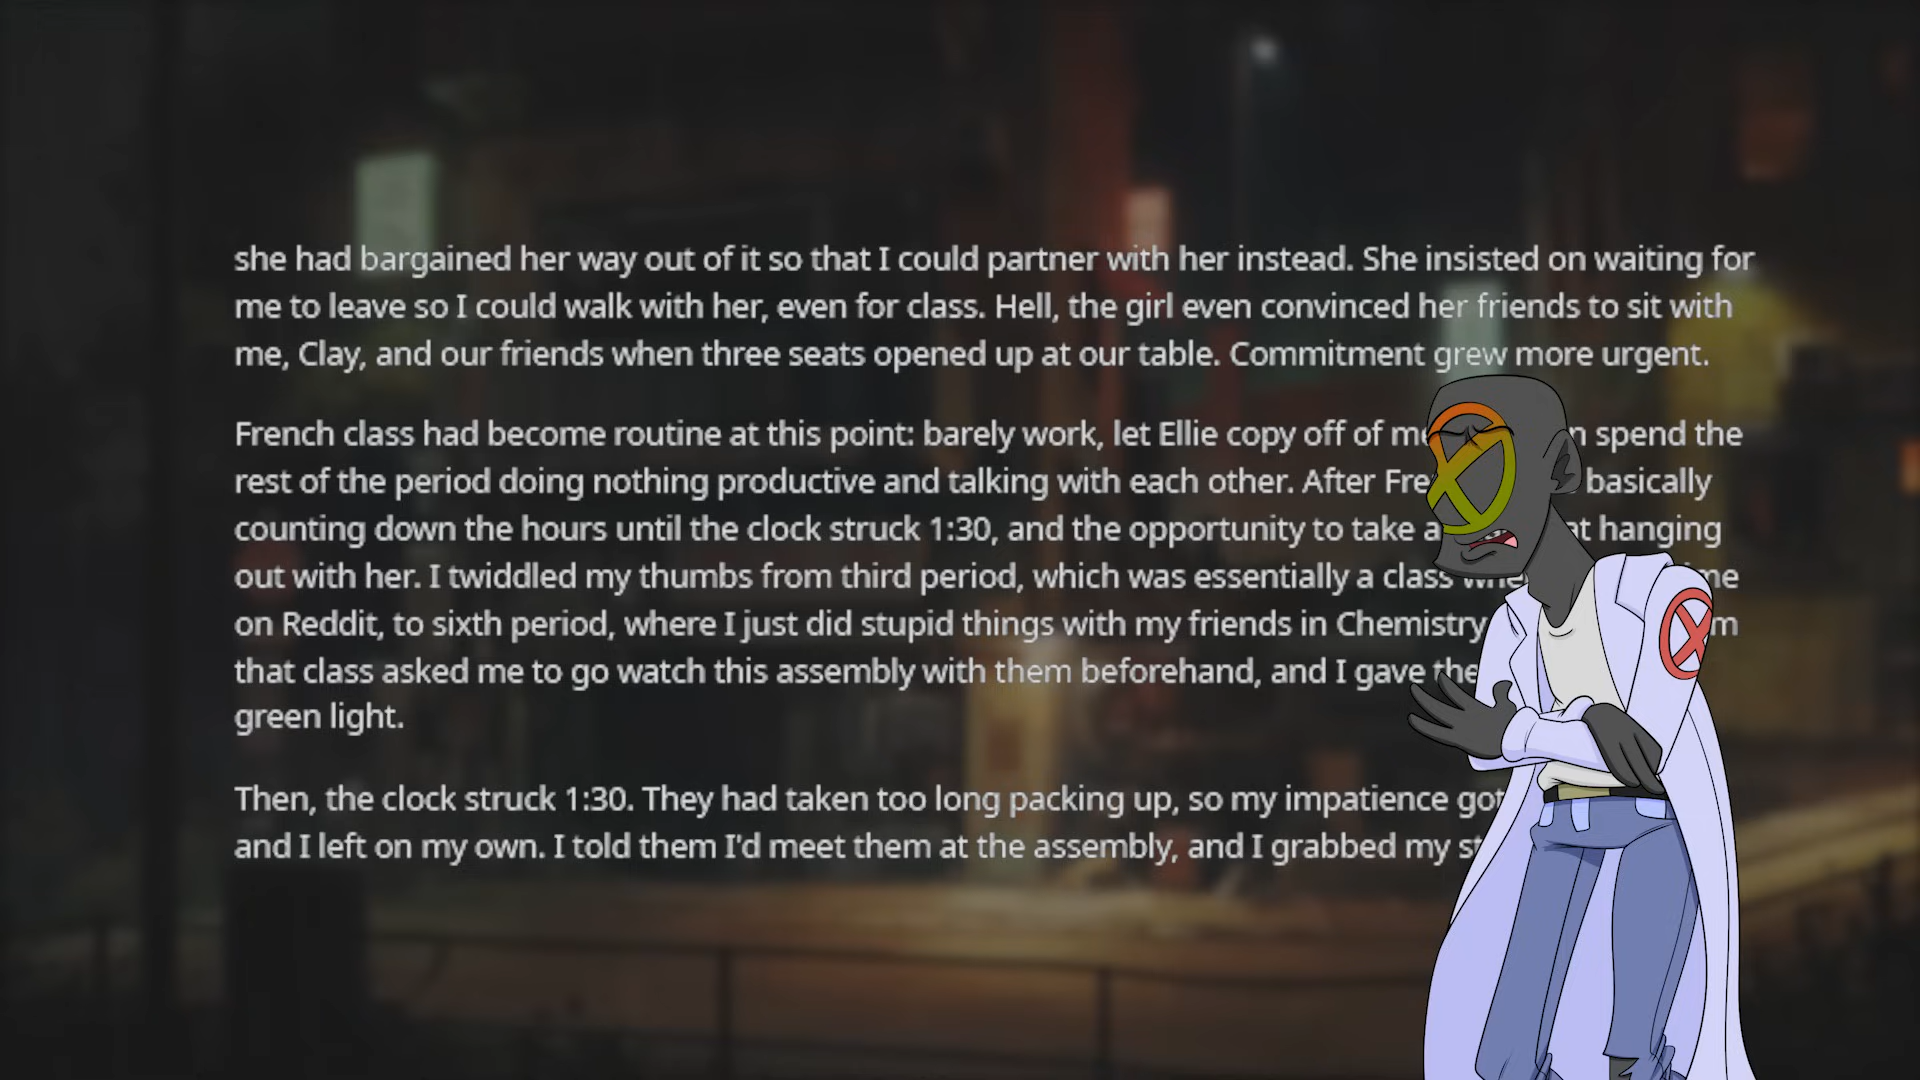 she had bargained her way out of it so that I could partner with her instead. She insisted on waiting for
me to leave so I could walk with her, even for class. Hell, the girl even convinced her friends to sit with
me, Clay, and our friends when three seats opened up at our table. Commitment grew more urgent.
French class had become routine at this point: barely work, let Ellie copy off of me spend the
rest of the period doing nothing productive and talking with each other. After basically
counting down the hours until the clock struck 1:30, and the opportunity to take a hanging
out with her. I twiddled my thumbs from third period, which was essentially a class
on Reddit, to sixth period, where I just did stupid things with my friends in Chemistry
that class asked me to go watch this assembly with them beforehand, and I gave
green light.
Then, the clock struck 1:30. They had taken too long packing up, so my impatience got
and I left on my own. I told them I'd meet them at the assembly, and I grabbed my